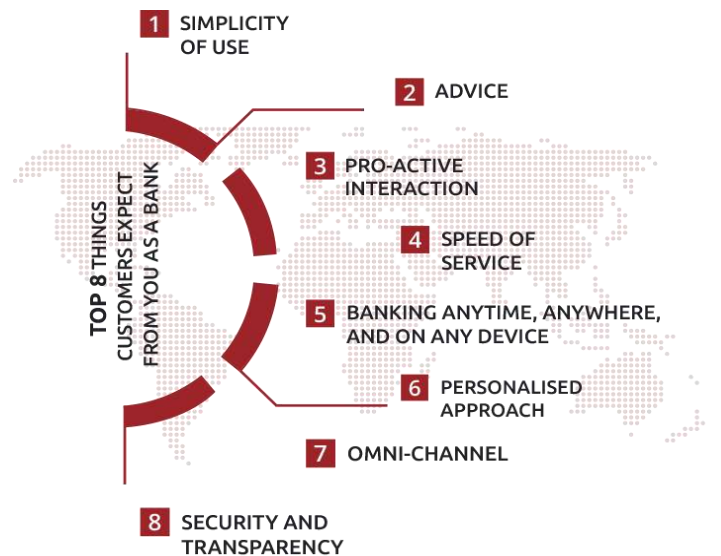 1 SIMPLICITY
OF USE
2 ADVICE
3 PRO-ACTIVE
INTERACTION
4 SPEED OF
SERVICE
TOP 8 THINGS
CUSTOMERS EXPECT
FROM YOU AS A BANK
5 BANKING ANYTIME, ANYWHERE,
AND ON ANY DEVICE
6 PERSONALISED
APPROACH
7 OMNI-CHANNEL
8 SECURITY AND
TRANSPARENCY